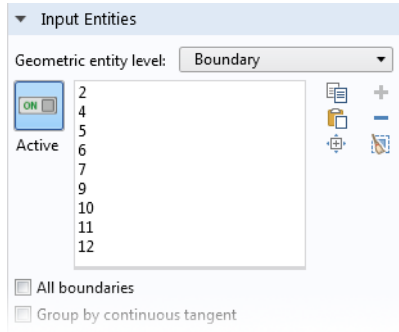 Input Entities
Geometric entity level: Boundary
ON
2
4
5
6
7
9
10
11
12
Active
All boundaries
Group by continuous tangent